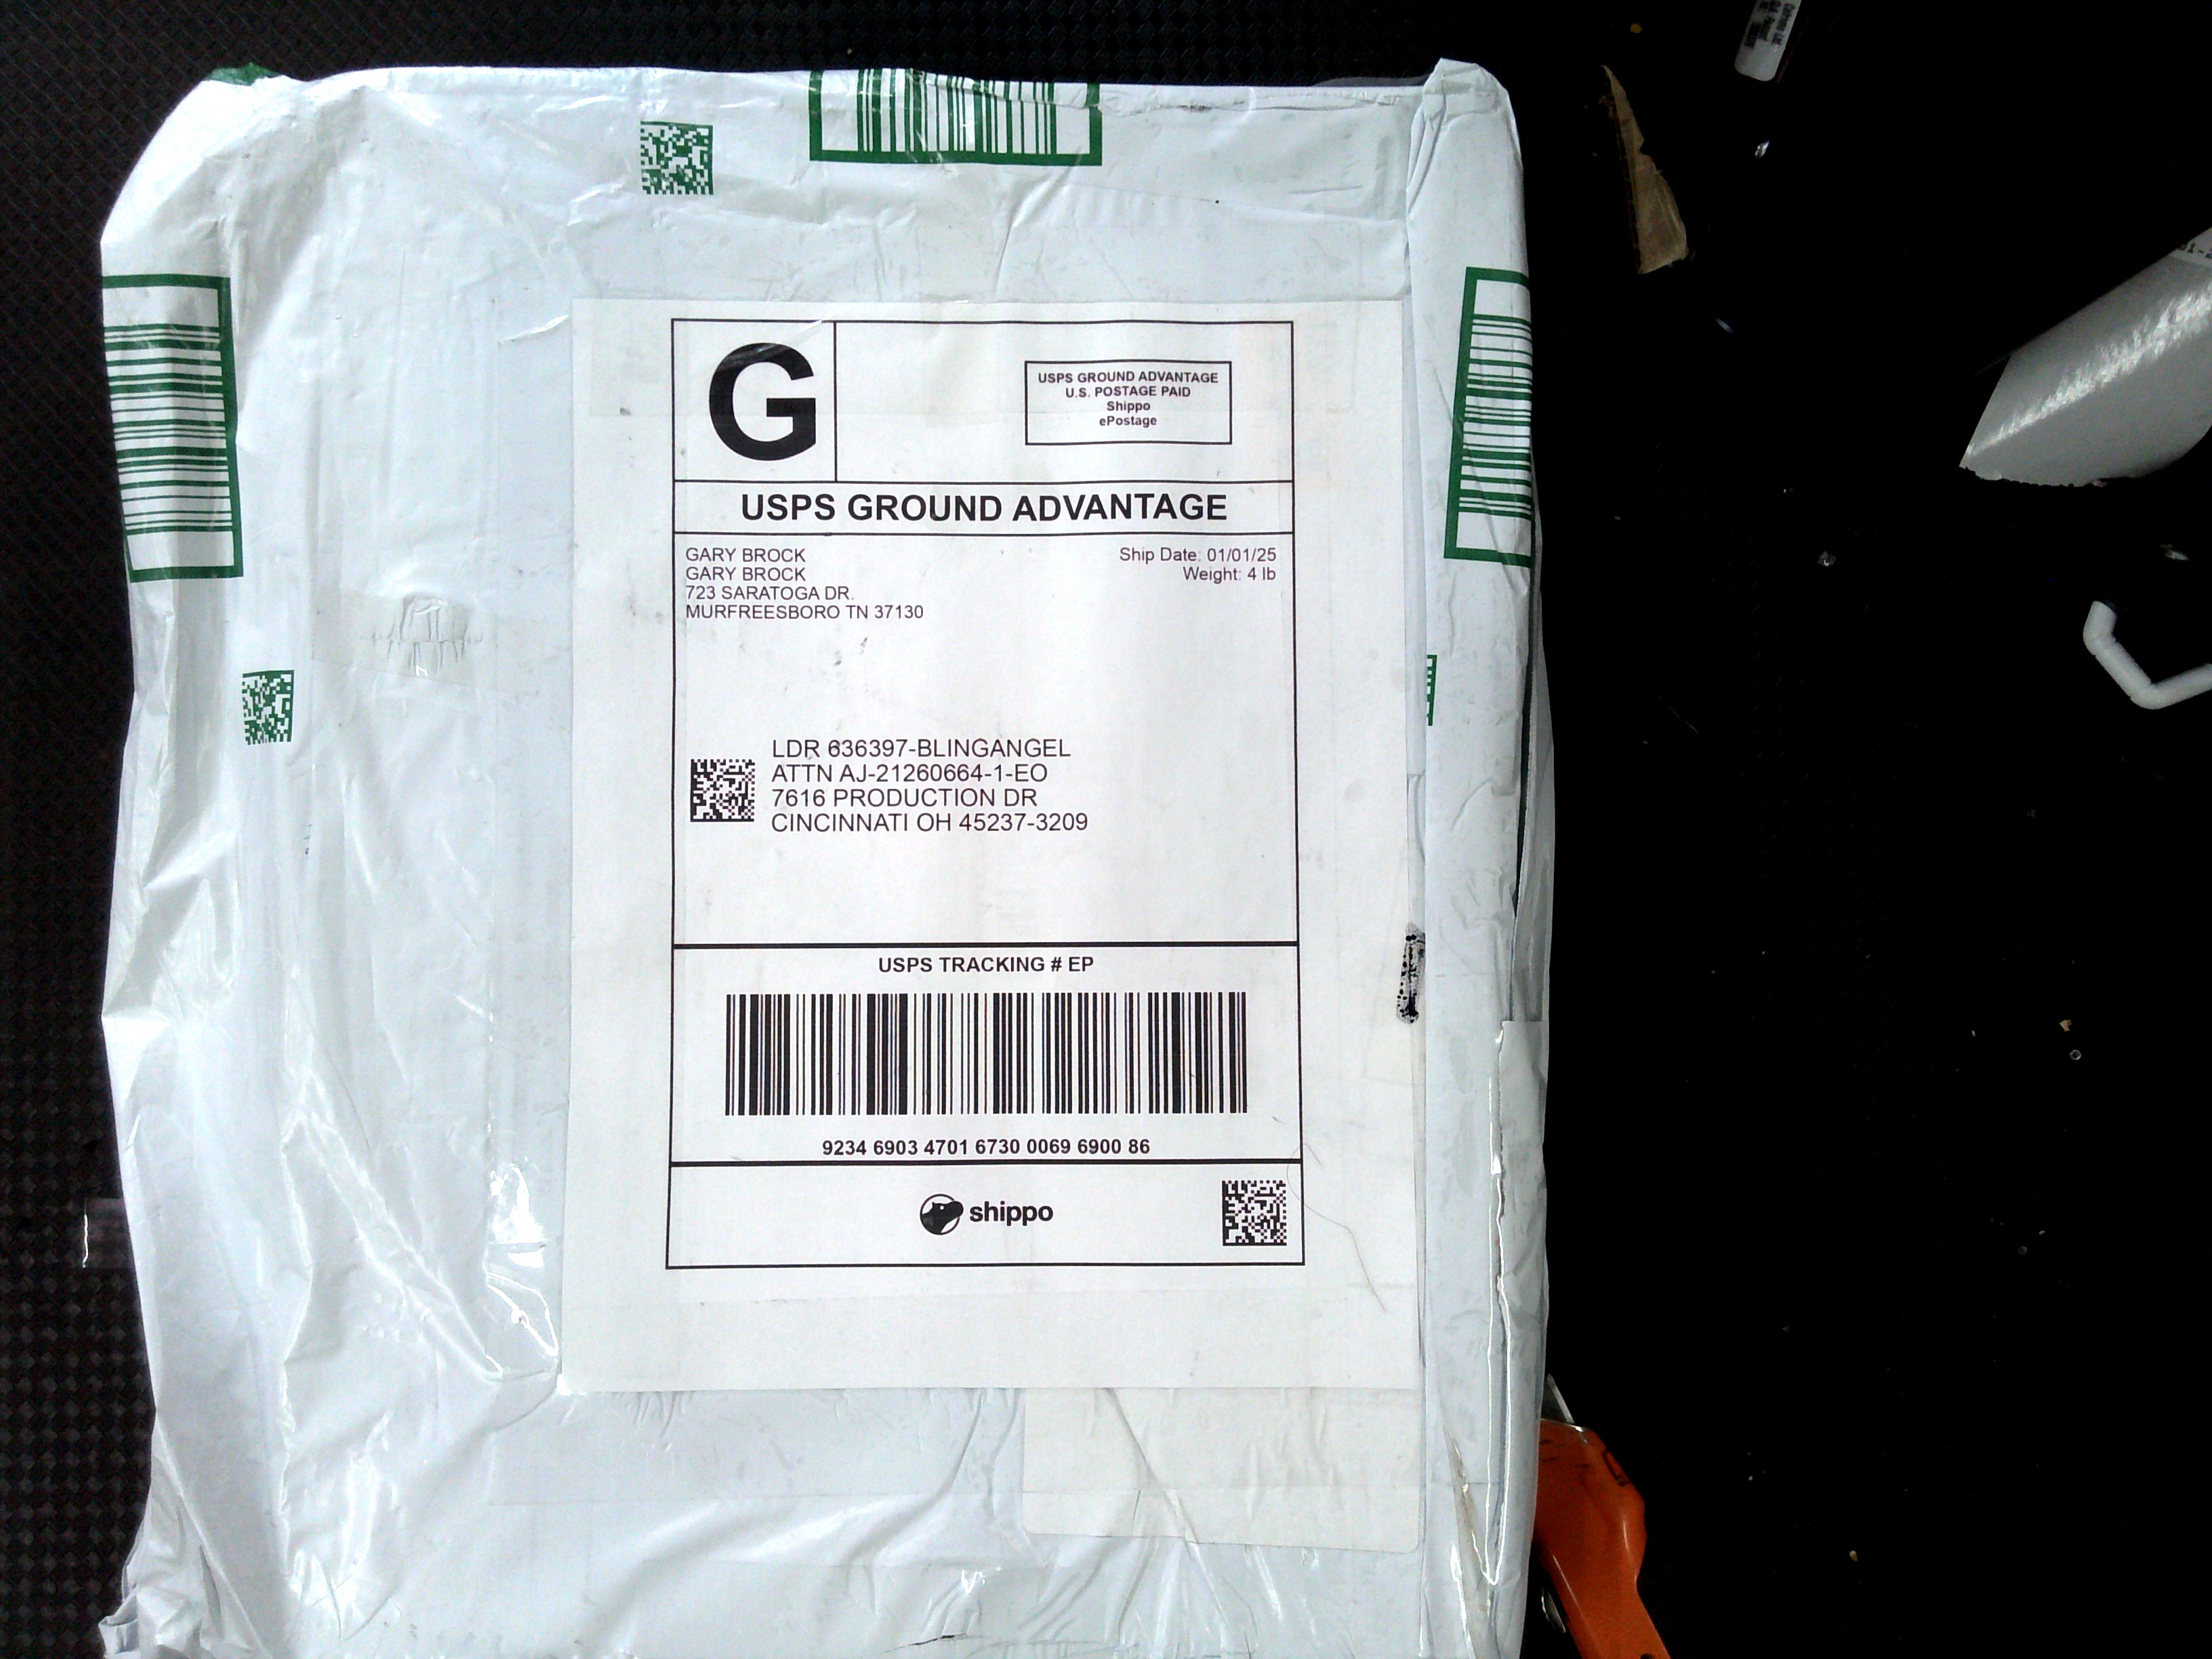 G
USPS GROUND ADVANTAGE
U.S. POSTAGE PAID
Shippo
ePostage
USPS GROUND ADVANTAGE
GARY BROCK
GARY BROCK
723 SARATOGA DR.
MURFREESBORO TN 37130
Ship Date: 01/01/25
Weight: 4 lb
LDR 636397-BLINGANGEL
ATTN AJ-21260664-1-EO
7616 PRODUCTION DR
CINCINNATI OH 45237-3209
USPS TRACKING # EP
9234 6903 4701 6730 0069 6900 86
shippo